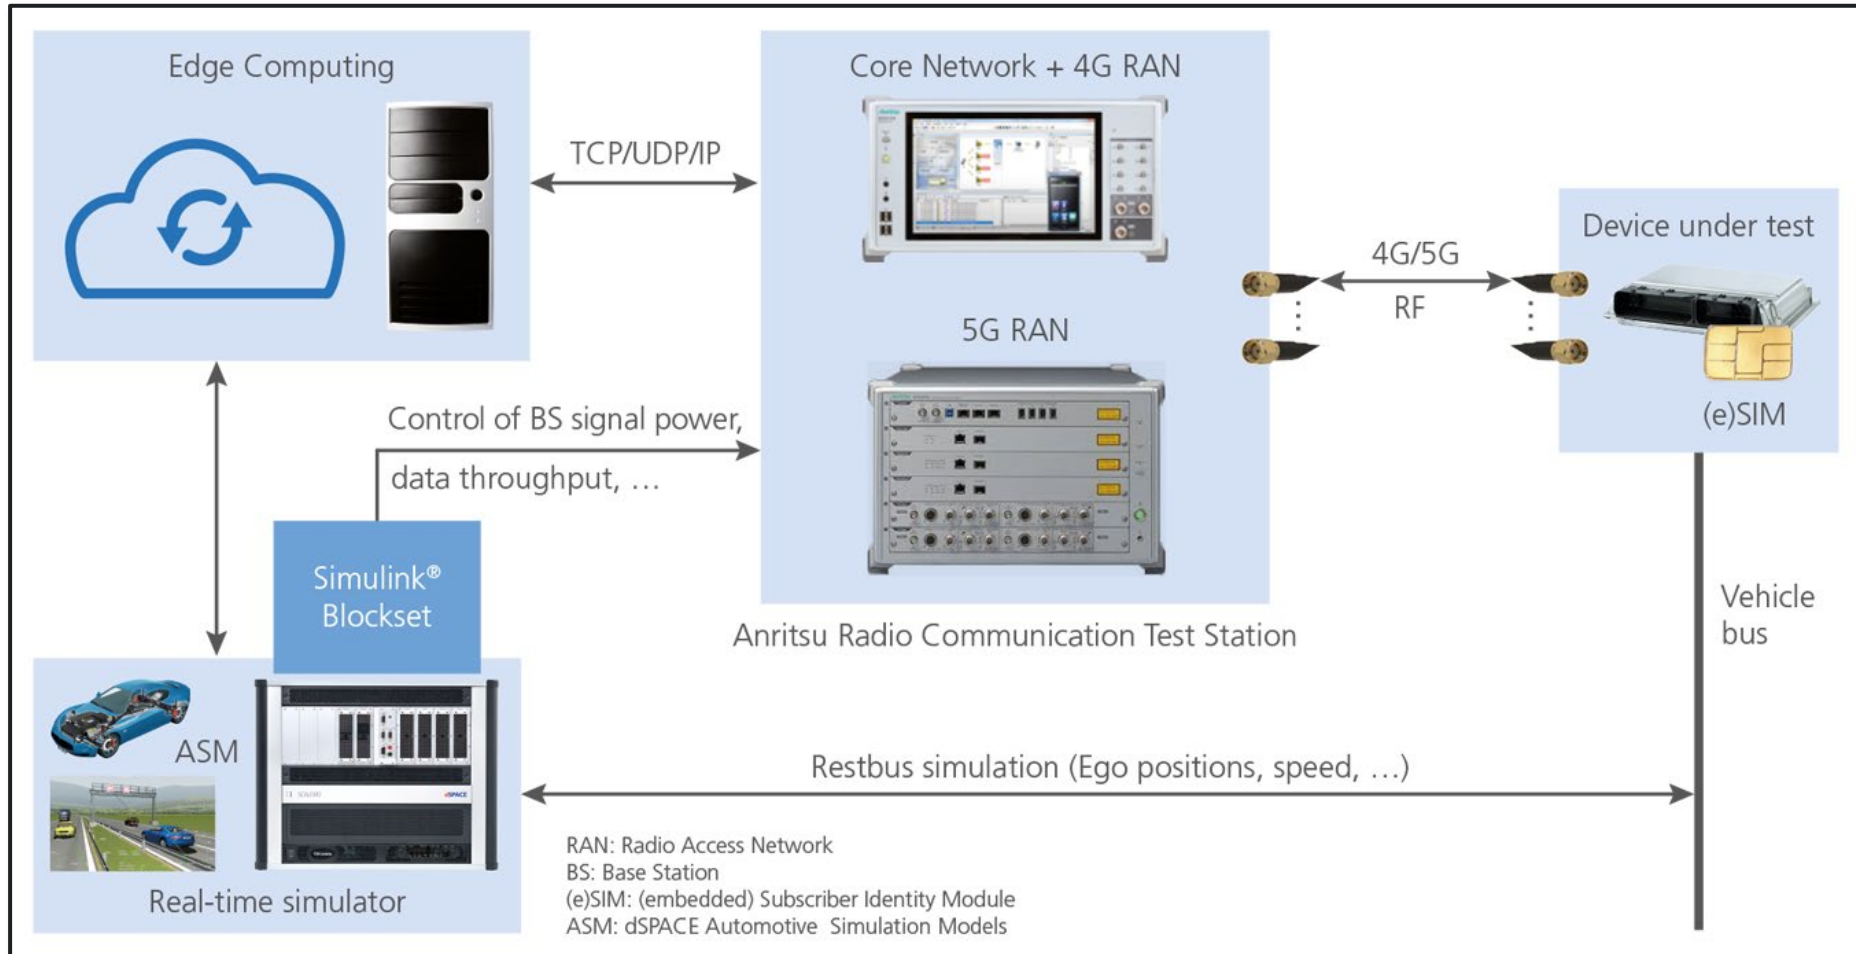 Edge Computing
TCP/UDP/IP
Core Network + 4G RAN
5G RAN
Anritsu Radio Communication Test Station
4G/5G
RF
Device under test
(e)SIM
Control of BS signal power,
data throughput, …
Simulink®
Blockset
Vehicle
bus
ASM
dSPACE
Real-time simulator
Restbus simulation (Ego positions, speed, …)
RAN: Radio Access Network
BS: Base Station
(e)SIM: (embedded) Subscriber Identity Module
ASM: dSPACE Automotive Simulation Models